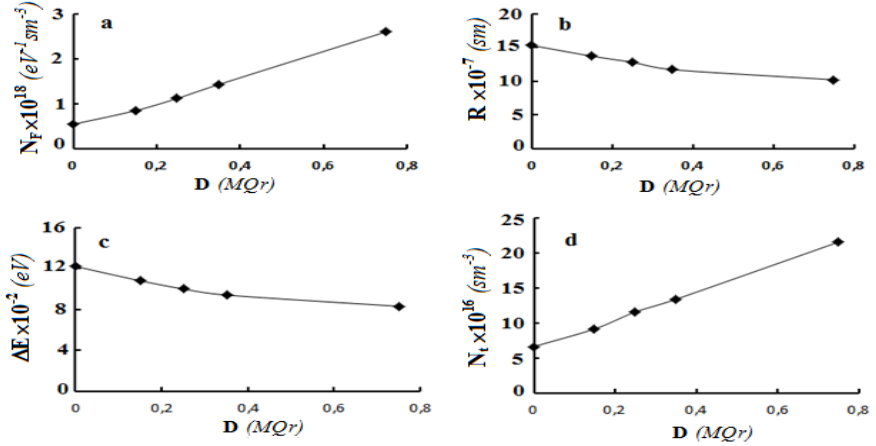 a
N_F×10^18 (eV^-1sm^-3)
3
2
1
0
0 0,2 0,4 0,6 0,8
D (MQr)
b
R ×10^-7 (sm)
20
15
10
5
0
0 0,2 0,4 0,6 0,8
D (MQr)
c
ΔE×10^-2 (eV)
16
12
8
4
0
0 0,2 0,4 0,6 0,8
D (MQr)
d
N_t×10^16 (sm^-3)
25
20
15
10
5
0
0 0,2 0,4 0,6 0,8
D (MQr)